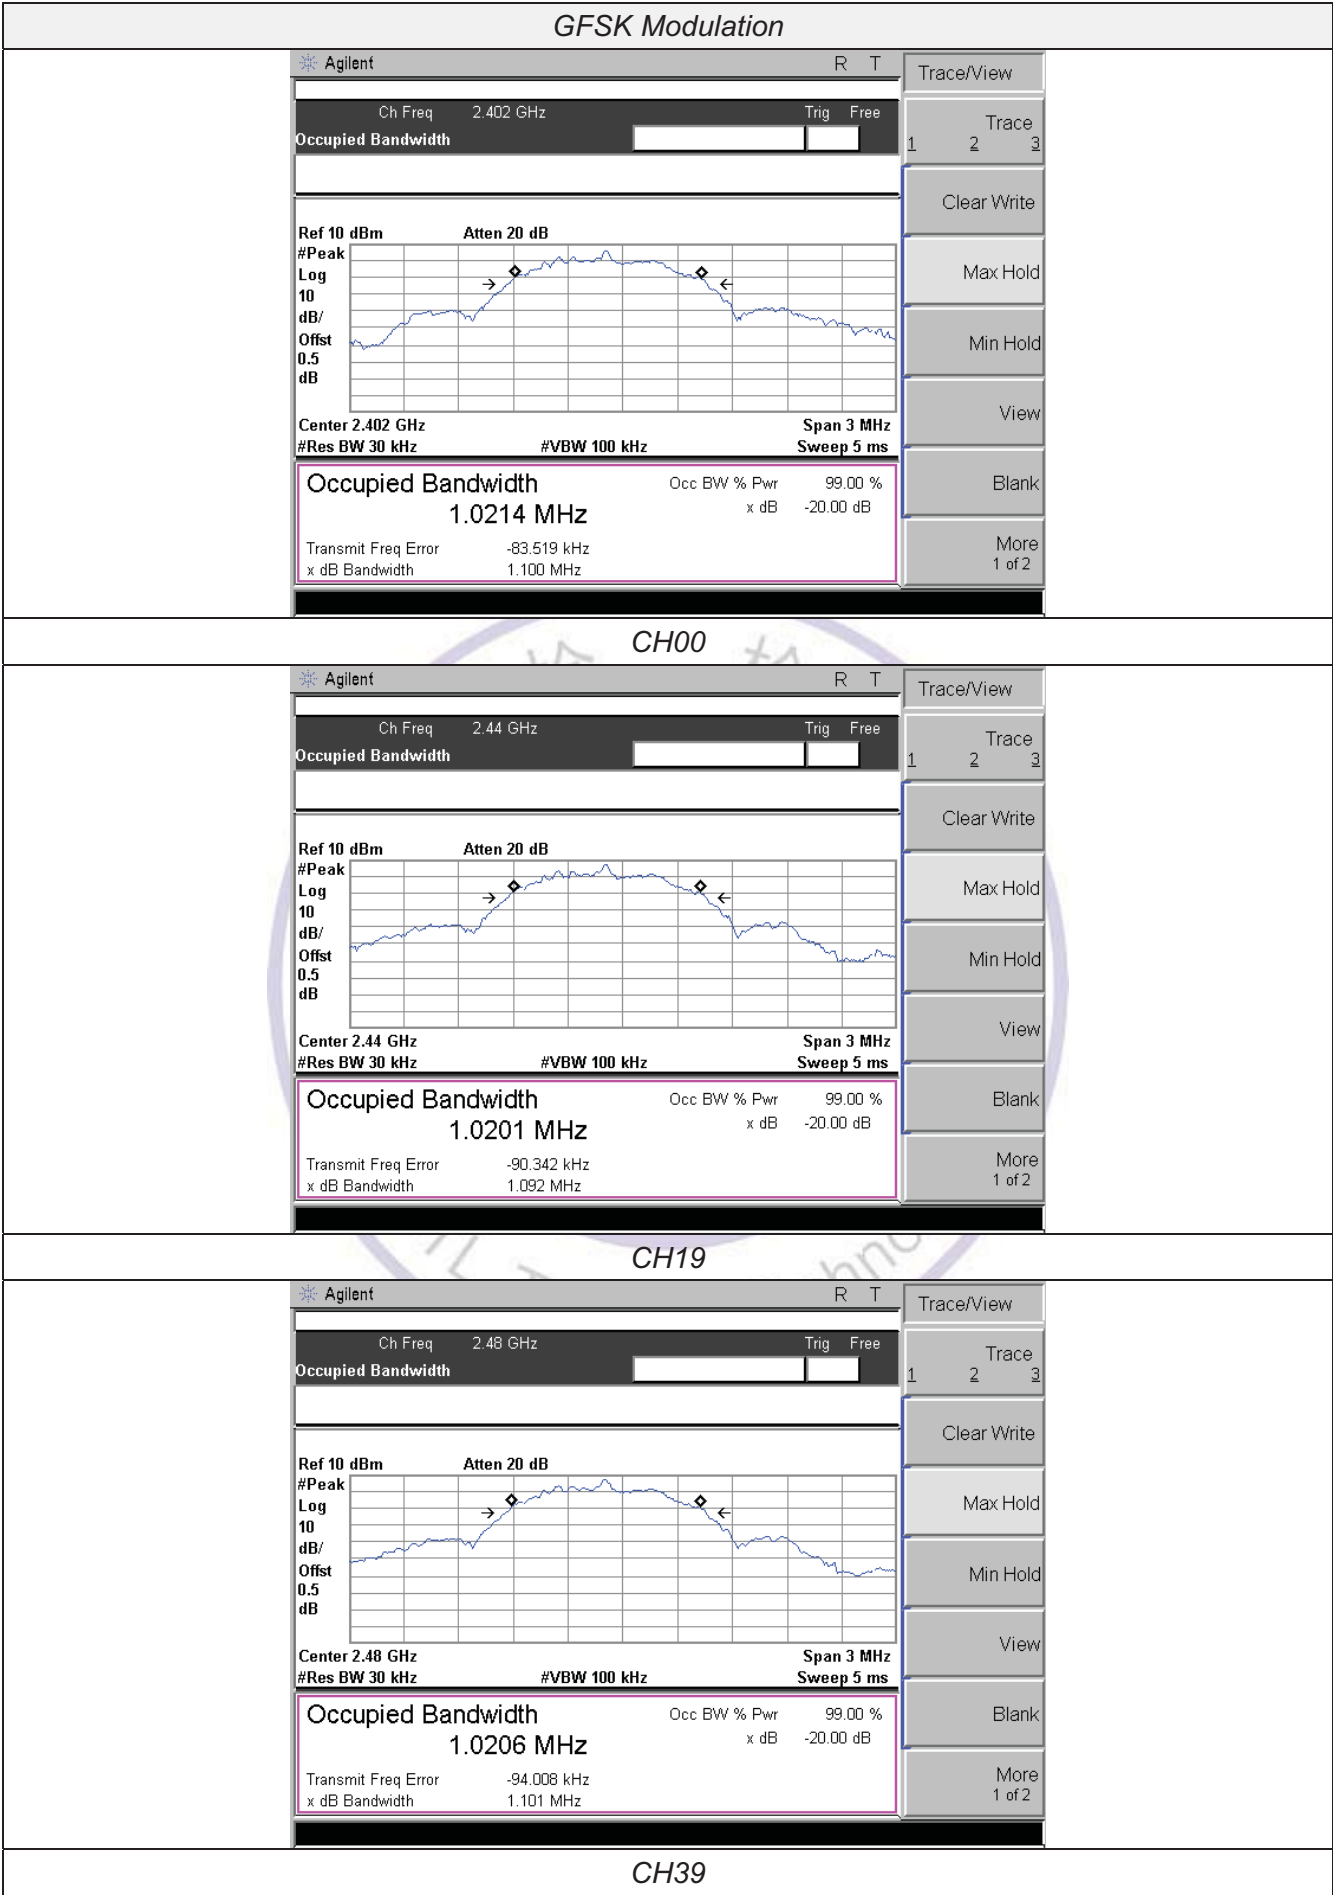 GFSK Modulation
Agilent R T Trace/View
Ch Freq 2.402 GHz Trig Free
Occupied Bandwidth
Trace
1 2 3
Clear Write
Ref 10 dBm Atten 20 dB
#Peak
Log
10
dB/
Offst
0.5
dB
Max Hold
Min Hold
View
Center 2.402 GHz Span 3 MHz
#Res BW 30 kHz #VBW 100 kHz Sweep 5 ms
Occupied Bandwidth Occ BW % Pwr 99.00 %
1.0214 MHz x dB -20.00 dB
Transmit Freq Error -83.519 kHz
x dB Bandwidth 1.100 MHz
Blank
More
1 of 2
CH00
Agilent R T Trace/View
Ch Freq 2.44 GHz Trig Free
Occupied Bandwidth
Trace
1 2 3
Clear Write
Ref 10 dBm Atten 20 dB
#Peak
Log
10
dB/
Offst
0.5
dB
Max Hold
Min Hold
View
Center 2.44 GHz Span 3 MHz
#Res BW 30 kHz #VBW 100 kHz Sweep 5 ms
Occupied Bandwidth Occ BW % Pwr 99.00 %
1.0201 MHz x dB -20.00 dB
Transmit Freq Error -90.342 kHz
x dB Bandwidth 1.092 MHz
Blank
More
1 of 2
CH19
Agilent R T Trace/View
Ch Freq 2.48 GHz Trig Free
Occupied Bandwidth
Trace
1 2 3
Clear Write
Ref 10 dBm Atten 20 dB
#Peak
Log
10
dB/
Offst
0.5
dB
Max Hold
Min Hold
View
Center 2.48 GHz Span 3 MHz
#Res BW 30 kHz #VBW 100 kHz Sweep 5 ms
Occupied Bandwidth Occ BW % Pwr 99.00 %
1.0206 MHz x dB -20.00 dB
Transmit Freq Error -94.008 kHz
x dB Bandwidth 1.101 MHz
Blank
More
1 of 2
CH39